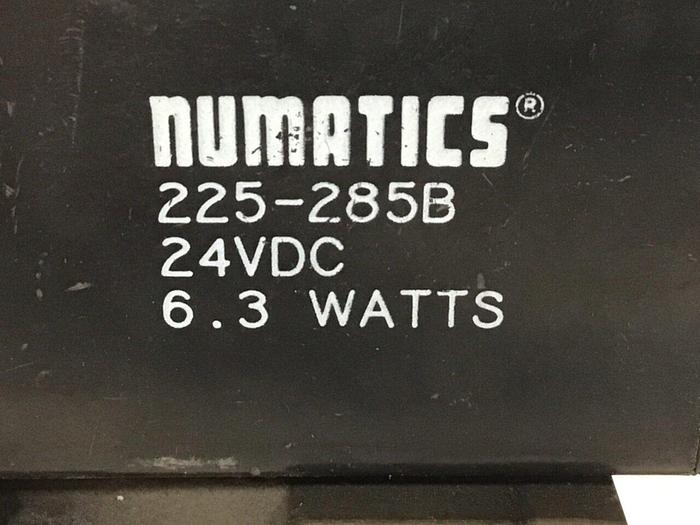 NUMATICS®
225-285B
24VDC
6.3 WATTS